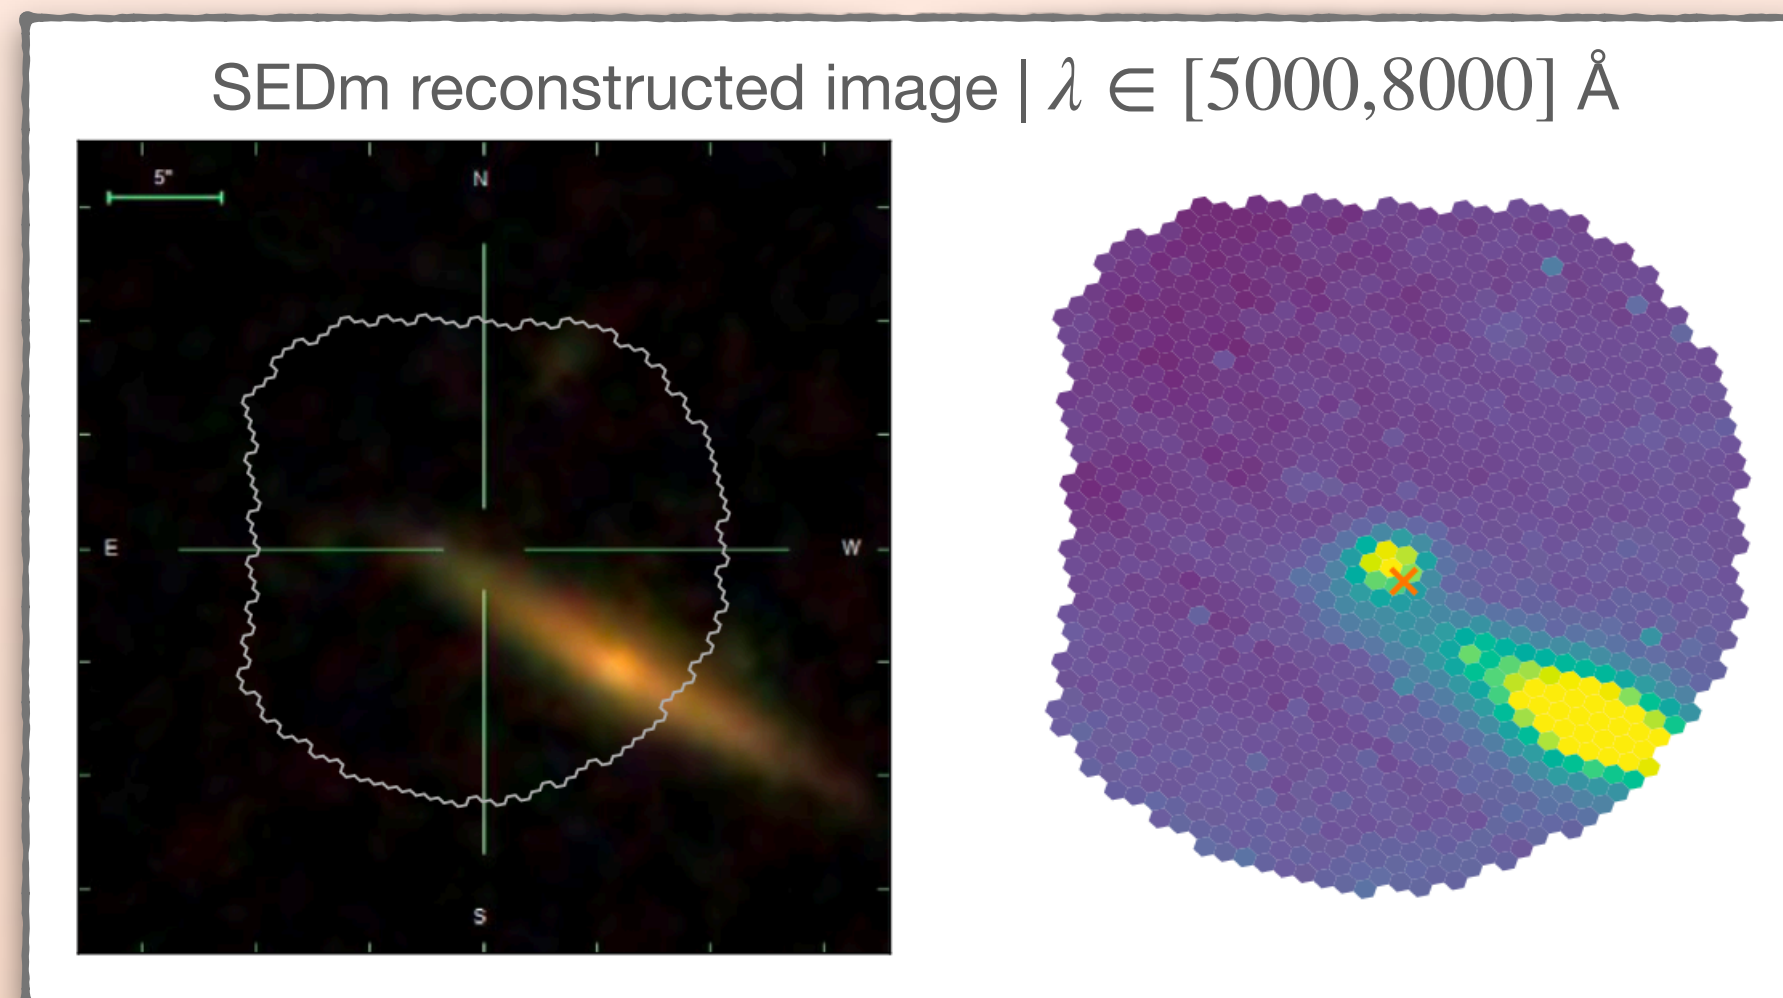 SEDm reconstructed image | λ ∈ [5000,8000] Å
5"
N
E
W
S